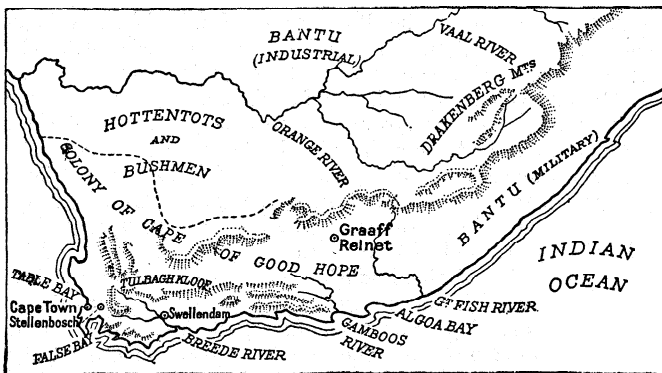 BANTU
(INDUSTRIAL)
VAAL RIVER
DRAKENBERG MTS
HOTTENTOTS
AND
BUSHMEN
ORANGE RIVER
COLONY OF CAPE OF GOOD HOPE
BANTU (MILITARY)
Graaff
Reinet
INDIAN
OCEAN
TULBAGH KLOOF
TABLE BAY
Cape Town
Stellenbosch
Swellendam
GT FISH RIVER.
ALGOA BAY
GAMBOOS
RIVER
FALSE BAY
BREEDE RIVER